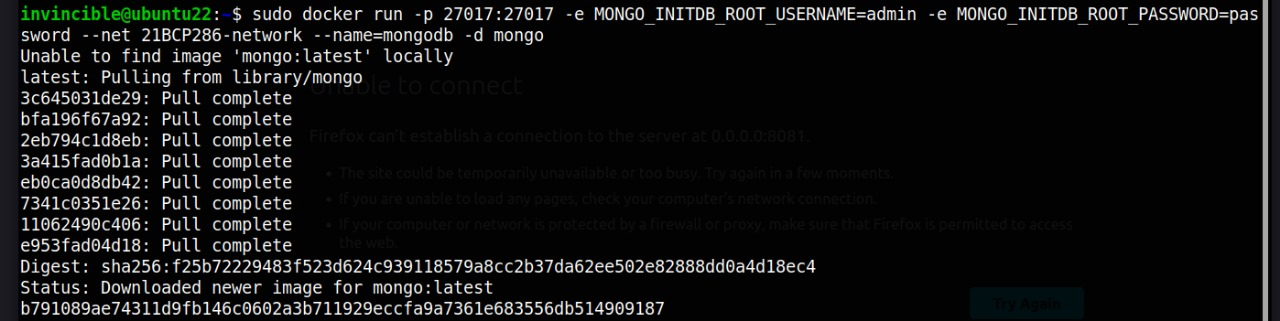 invincible@ubuntu22:~$ sudo docker run -p 27017:27017 -e MONGO_INITDB_ROOT_USERNAME=admin -e MONGO_INITDB_ROOT_PASSWORD=pas
sword --net 21BCP286-network --name=mongodb -d mongo
Unable to find image 'mongo:latest' locally
latest: Pulling from library/mongo
Unable to connect
3c645031de29: Pull complete
bfa196f67a92: Pull complete
Firefox can't establish a connection to the server at 0.0.0.0:8081.
2eb794c1d8eb: Pull complete
3a415fad0b1a: Pull complete
• The site could be temporarily unavailable or too busy. Try again in a few moments.
eb0ca0d8db42: Pull complete
7341c0351e26: Pull complete
• If you are unable to load any pages, check your computer's network connection.
11062490c406: Pull complete
• If your computer or network is protected by a firewall or proxy, make sure that Firefox is permitted to access
the web.
e953fad04d18: Pull complete
Digest: sha256:f25b72229483f523d624c939118579a8cc2b37da62ee502e82888dd0a4d18ec4
Status: Downloaded newer image for mongo:latest
Try Again
b791089ae74311d9fb146c0602a3b711929eccfa9a7361e683556db514909187